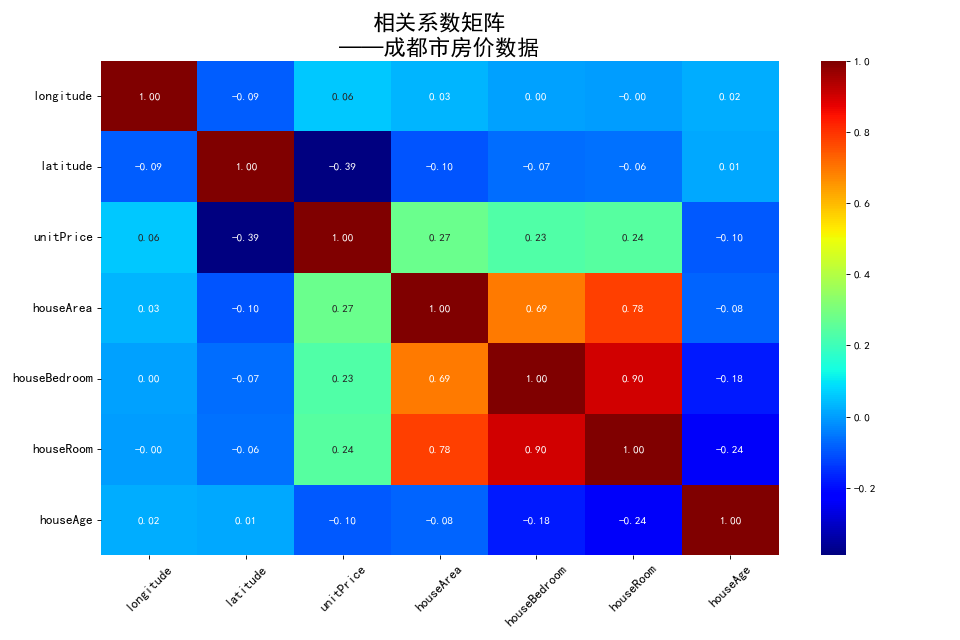 相关系数矩阵
——成都市房价数据
longitude 1.00 -0.09 0.06 0.03 0.00 -0.00 0.02
latitude -0.09 1.00 -0.39 -0.10 -0.07 -0.06 0.01
unitPrice 0.06 -0.39 1.00 0.27 0.23 0.24 -0.10
houseArea 0.03 -0.10 0.27 1.00 0.69 0.78 -0.08
houseBedroom 0.00 -0.07 0.23 0.69 1.00 0.90 -0.18
houseRoom -0.00 -0.06 0.24 0.78 0.90 1.00 -0.24
houseAge 0.02 0.01 -0.10 -0.08 -0.18 -0.24 1.00
longitude latitude unitPrice houseArea houseBedroom houseRoom houseAge
1.0
0.8
0.6
0.4
0.2
0.0
-0.2